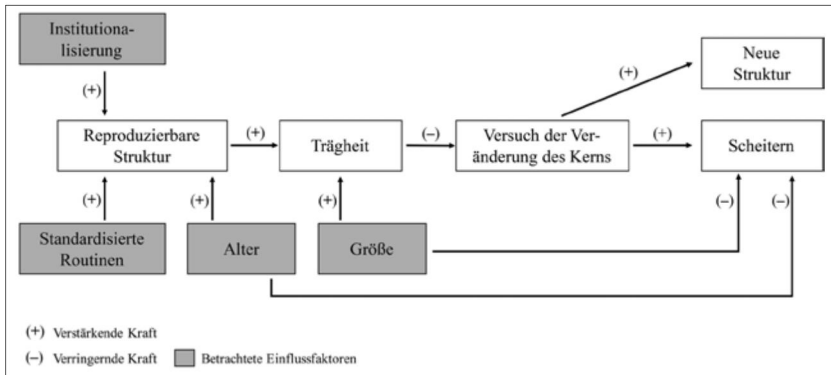 Institutiona-
lisierung
Neue
Struktur
(+)
(+)
Reproduzierbare
Struktur
(+)
Trägheit
(–)
Versuch der Ver-
änderung des Kerns
(+)
Scheitern
(+)
(+)
(+)
(–)
(–)
Standardisierte
Routinen
Alter
Größe
(+) Verstärkende Kraft
(–) Verringernde Kraft
Betrachtete Einflussfaktoren